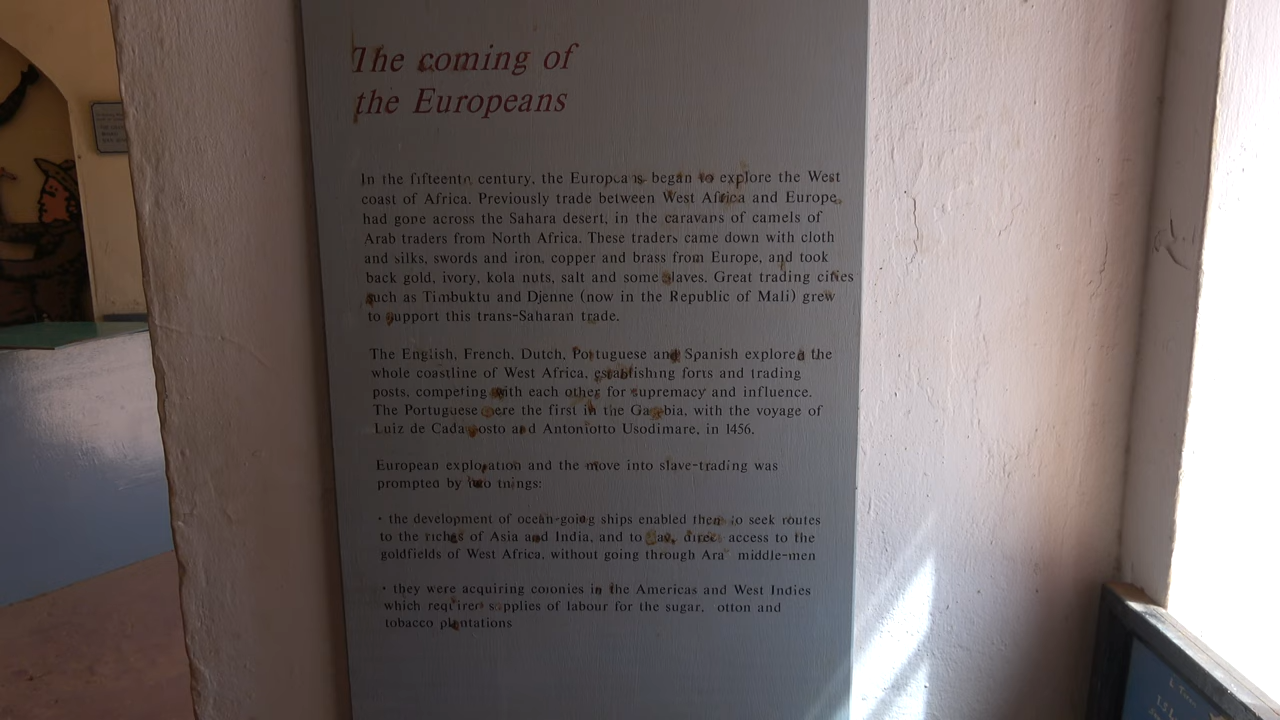 The coming of
the Europeans
In the fifteenth century, the Europeans began to explore the West
coast of Africa. Previously trade between West Africa and Europe
had gone across the Sahara desert, in the caravans of camels of
Arab traders from North Africa. These traders came down with cloth
and silks, swords and iron, copper and brass from Europe, and took
back gold, ivory, kola nuts, salt and some slaves. Great trading cities
such as Timbuktu and Djenne (now in the Republic of Mali) grew
to support this trans-Saharan trade.
The English, French, Dutch, Portuguese and Spanish explored the
whole coastline of West Africa, establishing forts and trading
posts, competing with each other for supremacy and influence.
The Portuguese were the first in the Gambia, with the voyage of
Luiz de Cadamosto and Antoniotto Usodimare, in 1456.
European exploration and the move into slave-trading was
prompted by two things:
• the development of ocean-going ships enabled them to seek routes
to the riches of Asia and India, and to direct access to the
goldfields of West Africa, without going through Arab middle-men
• they were acquiring colonies in the Americas and West Indies
which required supplies of labour for the sugar, cotton and
tobacco plantations